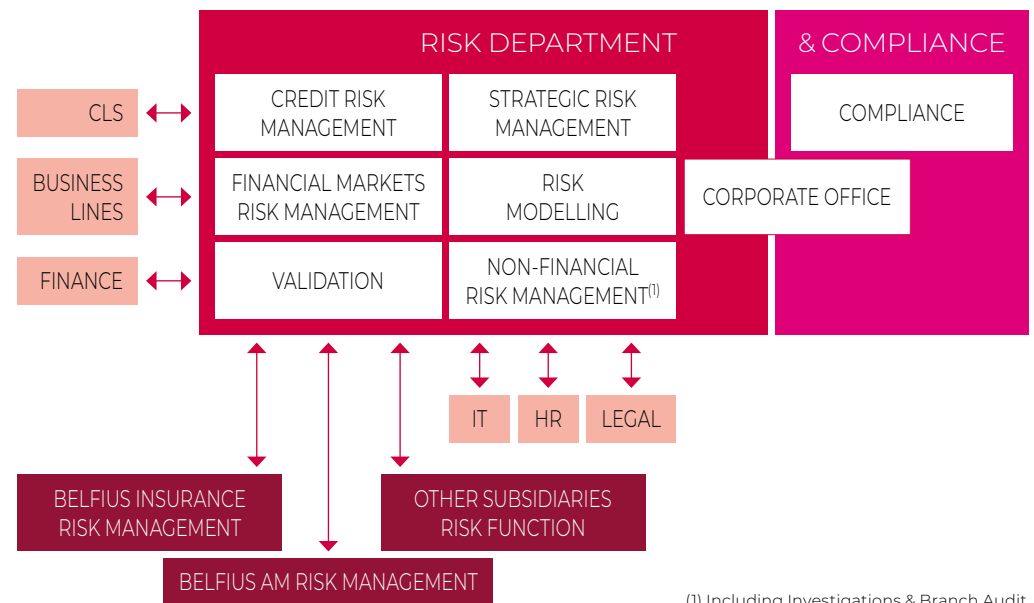 RISK DEPARTMENT
& COMPLIANCE
CLS
CREDIT RISK
MANAGEMENT
STRATEGIC RISK
MANAGEMENT
COMPLIANCE
BUSINESS
LINES
FINANCIAL MARKETS
RISK MANAGEMENT
RISK
MODELLING
CORPORATE OFFICE
FINANCE
VALIDATION
NON-FINANCIAL
RISK MANAGEMENT(1)
IT
HR
LEGAL
BELFIUS INSURANCE
RISK MANAGEMENT
OTHER SUBSIDIARIES
RISK FUNCTION
BELFIUS AM RISK MANAGEMENT
(1) Including Investigations & Branch Audit